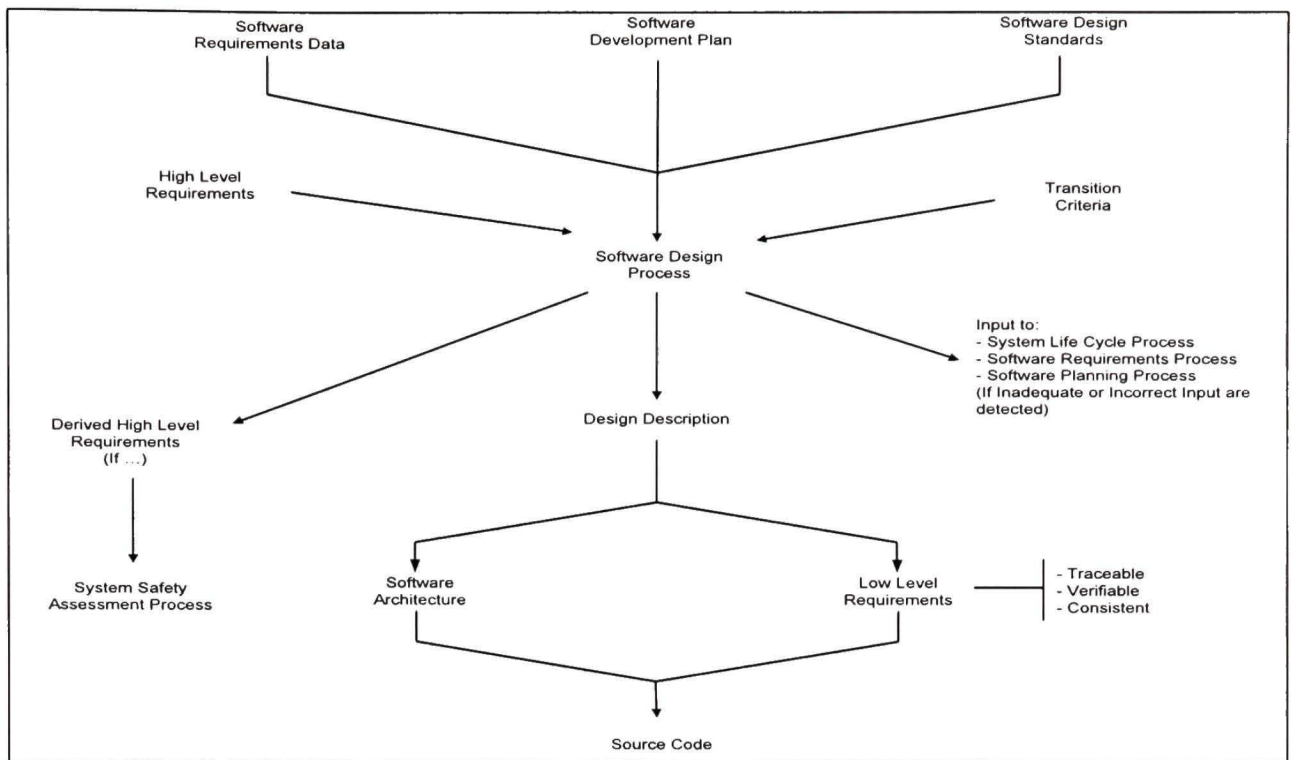 Software
Requirements Data
Software
Development Plan
Software Design
Standards
High Level
Requirements
Transition
Criteria
Software Design
Process
Input to:
- System Life Cycle Process
- Software Requirements Process
- Software Planning Process
(If Inadequate or Incorrect Input are
detected)
Derived High Level
Requirements
(If ...)
Design Description
System Safety
Assessment Process
Software
Architecture
Low Level
Requirements
- Traceable
- Verifiable
- Consistent
Source Code